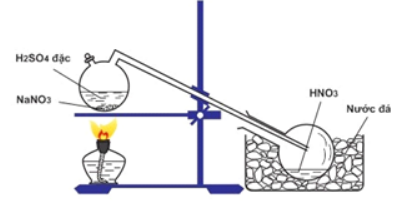 H2SO4 đặc
NaNO3
HNO3
Nước đá